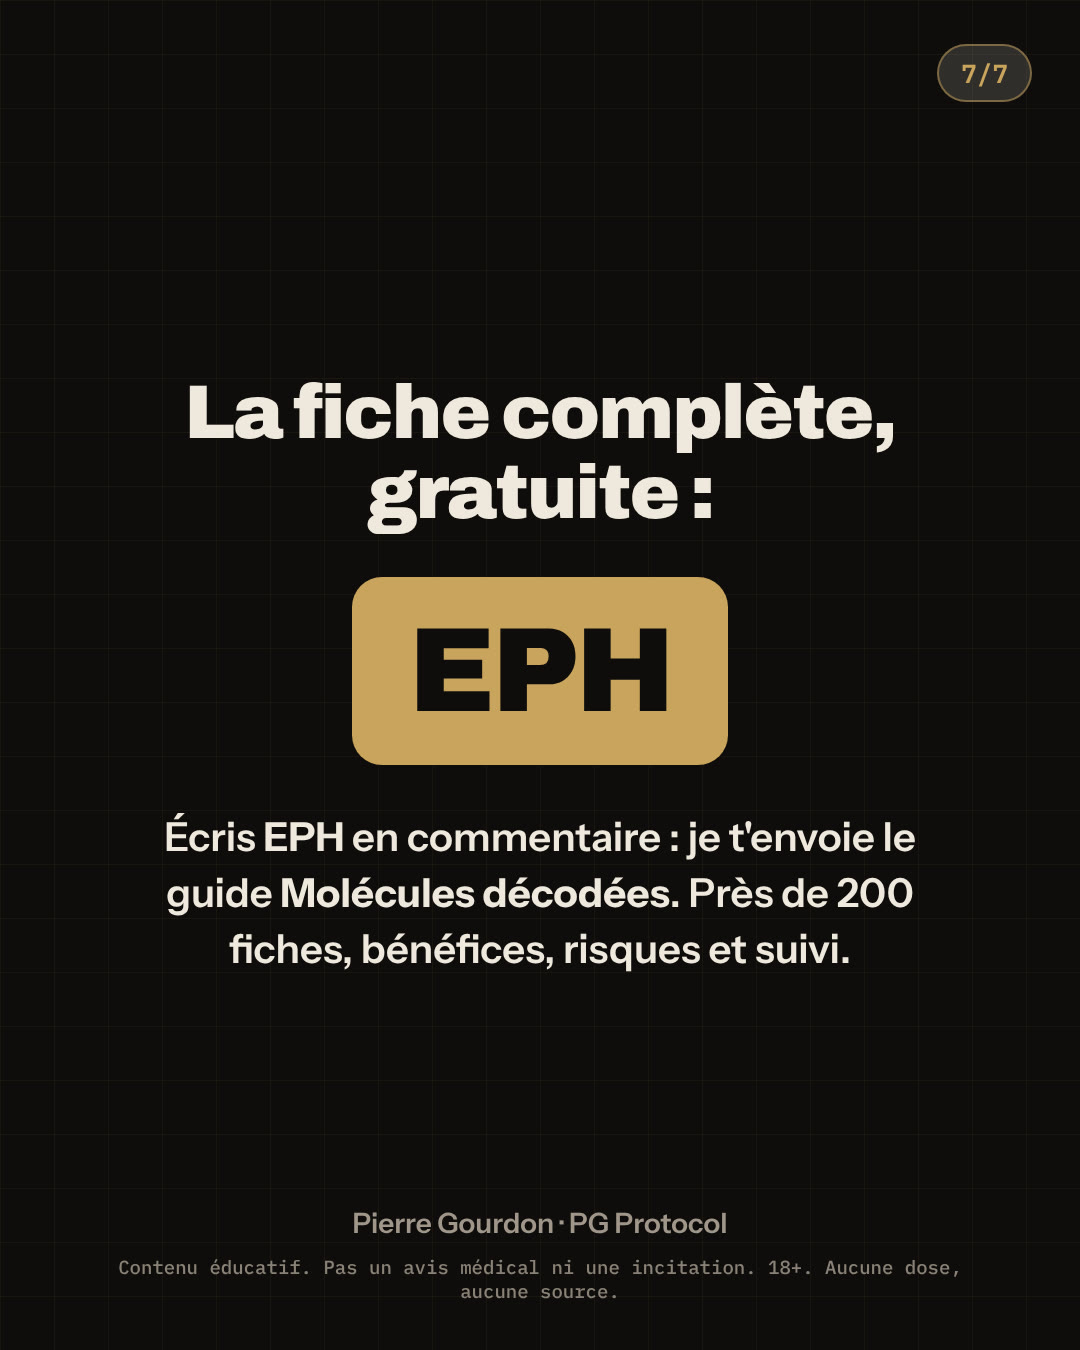 7/7
La fiche complète,
gratuite :
EPH
Écris EPH en commentaire : je t'envoie le
guide Molécules décodées. Près de 200
fiches, bénéfices, risques et suivi.
Pierre Gourdon · PG Protocol
Contenu éducatif. Pas un avis médical ni une incitation. 18+. Aucune dose,
aucune source.